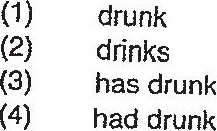 (1) drunk
(2) drinks
(3) has drunk
(4) had drunk